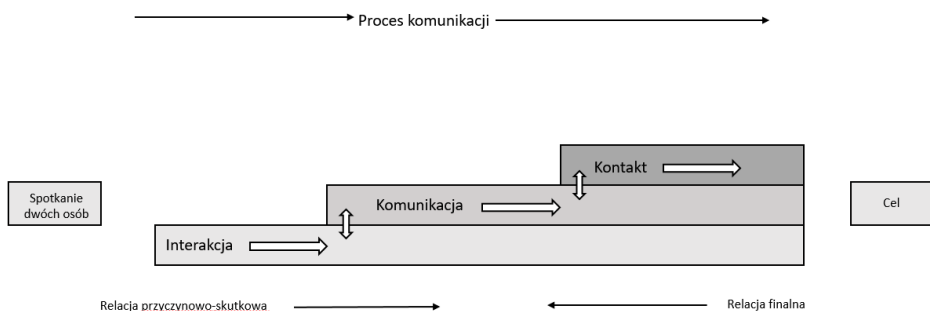 Proces komunikacji
Kontakt
Spotkanie
dwóch osób
Komunikacja
Cel
Interakcja
Relacja przyczynowo-skutkowa
Relacja finalna